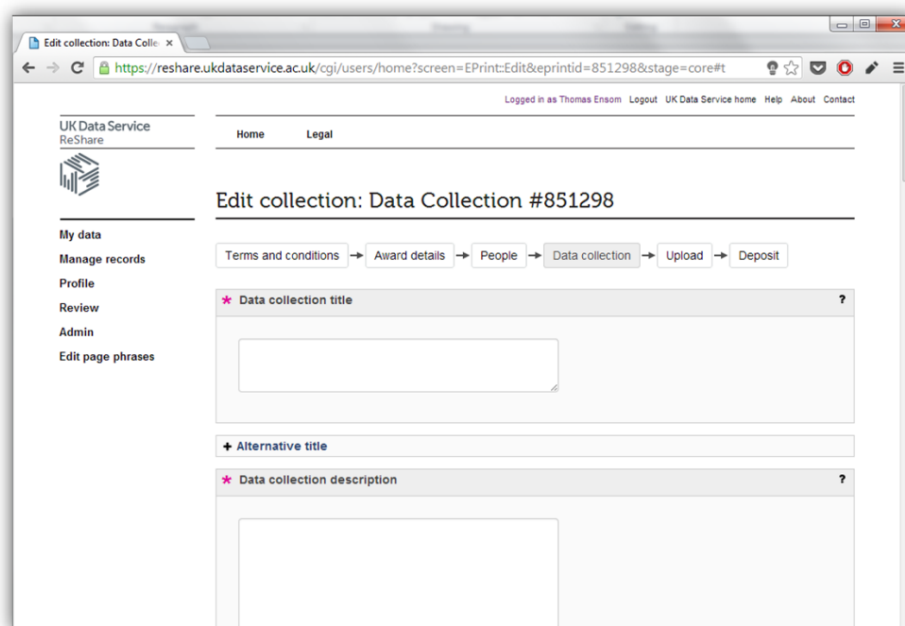 Edit collection: Data Colle
https://reshare.ukdataservice.ac.uk/cgi/users/home?screen=EPrint::Edit&eprintid=851298&stage=core#t
Logged in as Thomas Ensom Logout UK Data Service home Help About Contact
UK Data Service
ReShare
Home Legal
Edit collection: Data Collection #851298
My data
Manage records
Profile
Review
Admin
Edit page phrases
Terms and conditions Award details People Data collection Upload Deposit
* Data collection title ?
+ Alternative title
* Data collection description ?